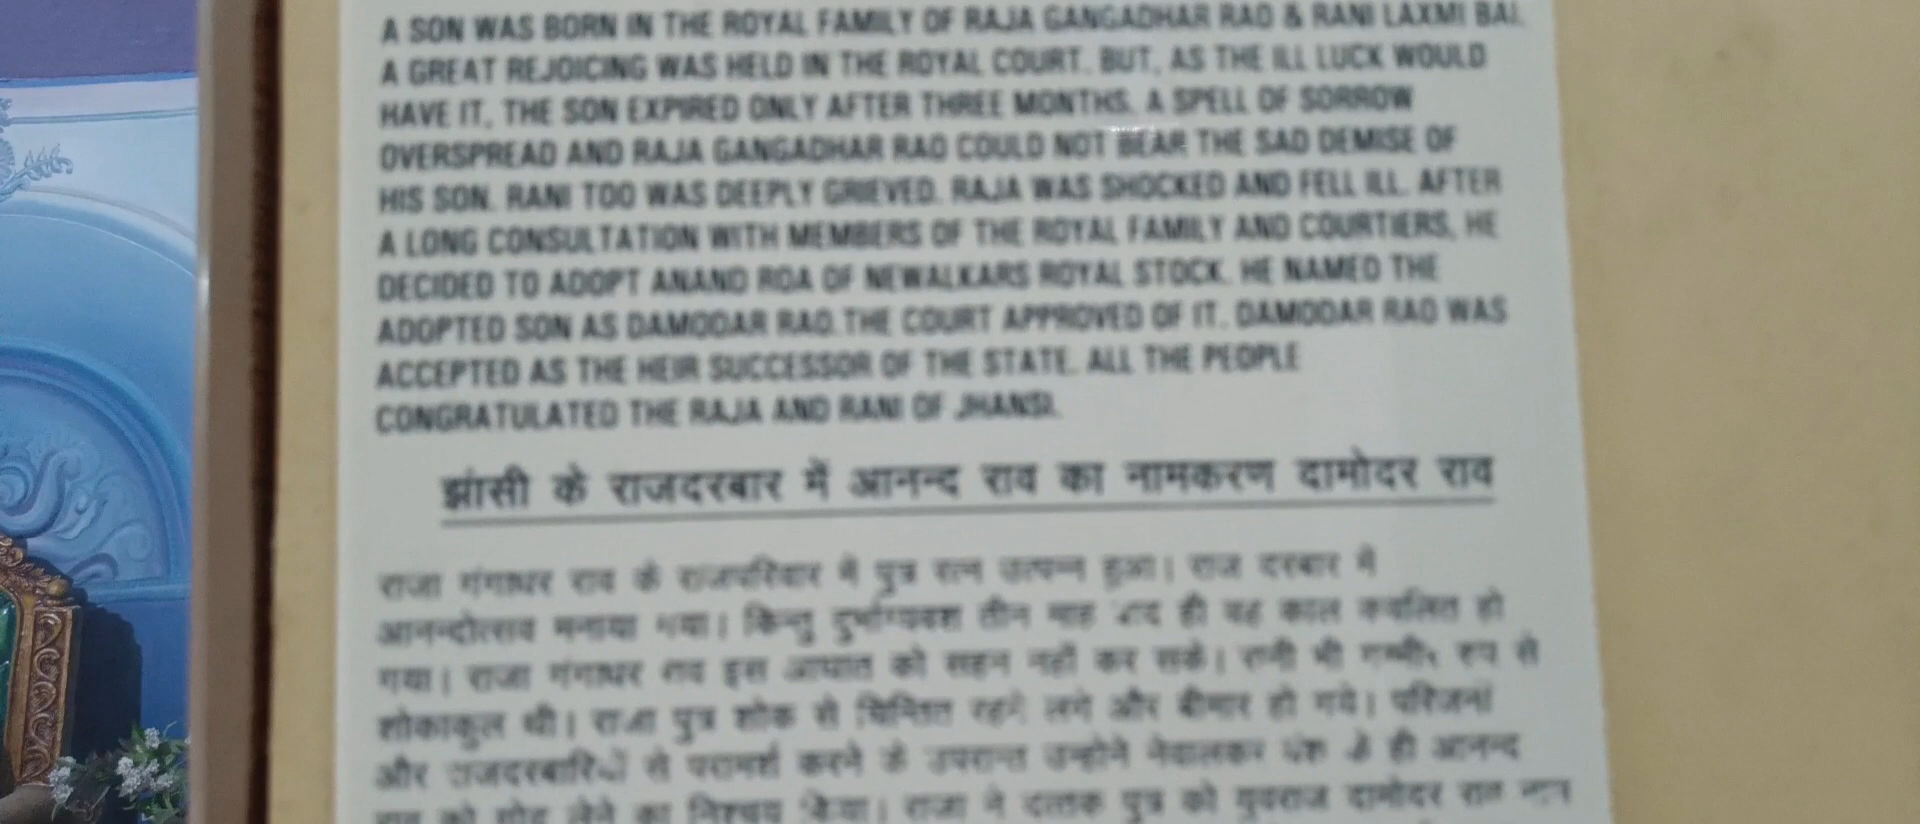 A SON WAS BORN IN THE ROYAL FAMILY OF RAJA GANGADHAR RAO & RANI LAXMI BAI.
A GREAT REJOICING WAS HELD IN THE ROYAL COURT. BUT, AS THE ILL LUCK WOULD
HAVE IT, THE SON EXPIRED ONLY AFTER THREE MONTHS. A SPELL OF SORROW
OVERSPREAD AND RAJA GANGADHAR RAO COULD NOT BEAR THE SAD DEMISE OF
HIS SON. RANI TOO WAS DEEPLY GRIEVED. RAJA WAS SHOCKED AND FELL ILL. AFTER
A LONG CONSULTATION WITH MEMBERS OF THE ROYAL FAMILY AND COURTIERS, HE
DECIDED TO ADOPT ANAND ROA OF NEWALKARS ROYAL STOCK. HE NAMED THE
ADOPTED SON AS DAMODAR RAO.THE COURT APPROVED OF IT. DAMODAR RAO WAS
ACCEPTED AS THE HEIR SUCCESSOR OF THE STATE. ALL THE PEOPLE
CONGRATULATED THE RAJA AND RANI OF JHANSI.
झांसी के राजदरबार में आनन्द राव का नामकरण दामोदर राव
राजा गंगाधर राव के राजपरिवार में पुत्र रत्न उत्पन्न हुआ। राज दरबार में
आनन्दोत्सव मनाया गया। किन्तु दुर्भाग्यवश तीन माह बाद ही वह काल कवलित हो
गया। राजा गंगाधर राव इस आघात को सहन नहीं कर सके। रानी भी गम्भीर रूप से
शोकाकुल थी। राजा पुत्र शोक से चिन्तित रहने लगे और बीमार हो गये। परिजनों
और राजदरबारियों से परामर्श करने के उपरान्त उन्होने नेवालकर वंश के ही आनन्द
राव को गोद लेने का निश्चय किया। राजा ने दत्तक पुत्र को युवराज दामोदर राव